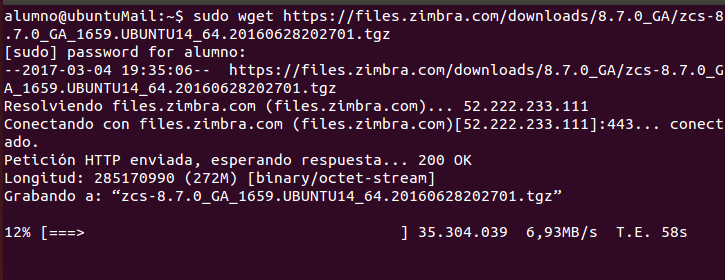 alumno@ubuntuMail:~$ sudo wget https://files.zimbra.com/downloads/8.7.0_GA/zcs-8
.7.0_GA_1659.UBUNTU14_64.20160628202701.tgz
[sudo] password for alumno:
--2017-03-04 19:35:06--  https://files.zimbra.com/downloads/8.7.0_GA/zcs-8.7.0_G
A_1659.UBUNTU14_64.20160628202701.tgz
Resolviendo files.zimbra.com (files.zimbra.com)... 52.222.233.111
Conectando con files.zimbra.com (files.zimbra.com)[52.222.233.111]:443... conect
ado.
Petición HTTP enviada, esperando respuesta... 200 OK
Longitud: 285170990 (272M) [binary/octet-stream]
Grabando a: “zcs-8.7.0_GA_1659.UBUNTU14_64.20160628202701.tgz”

12% [===>                                   ] 35.304.039  6,93MB/s  T.E. 58s